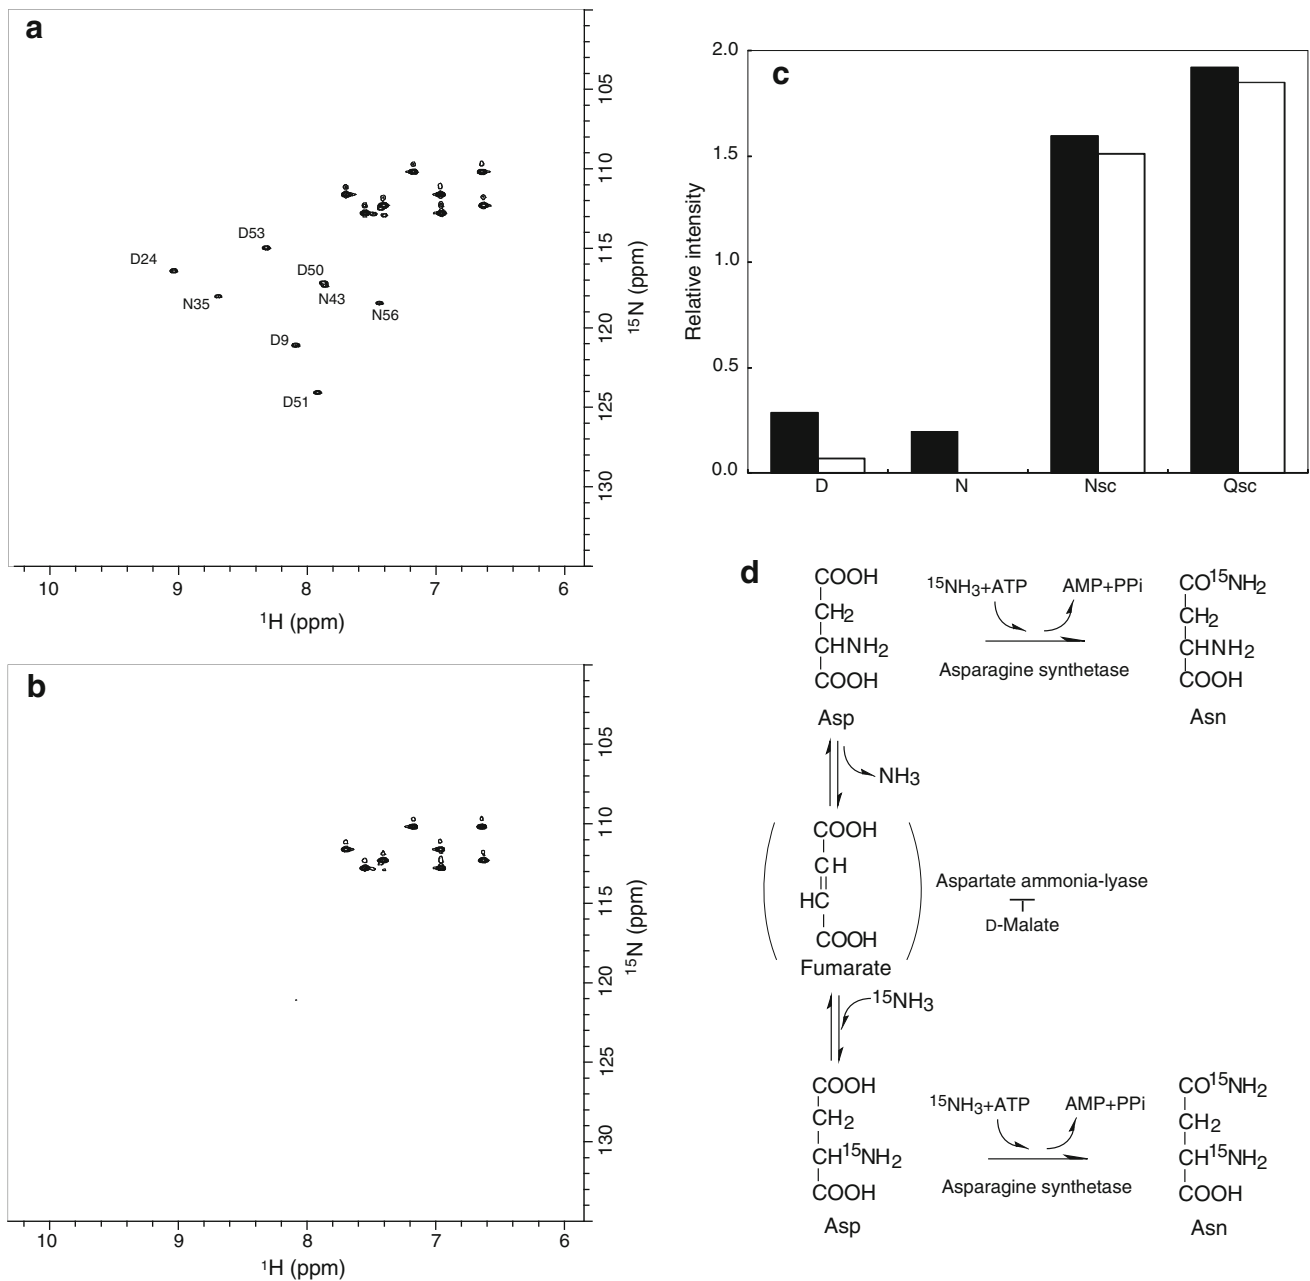 a
105
110
115
120
125
130
15N (ppm)
D53
D24
D50
N43
N35
N56
D9
D51
10 9 8 7 6
1H (ppm)
b
105
110
115
120
125
130
15N (ppm)
10 9 8 7 6
1H (ppm)
c
2.0
1.5
1.0
0.5
0.0
Relative intensity
D N Nsc Qsc
d
COOH
CH2
CHNH2
COOH
Asp
15NH3+ATP AMP+PPi
Asparagine synthetase
CO15NH2
CH2
CHNH2
COOH
Asn
NH3
COOH
CH
HC
COOH
Fumarate
Aspartate ammonia-lyase
D-Malate
15NH3
COOH
CH2
CH15NH2
COOH
Asp
15NH3+ATP AMP+PPi
Asparagine synthetase
CO15NH2
CH2
CH15NH2
COOH
Asn